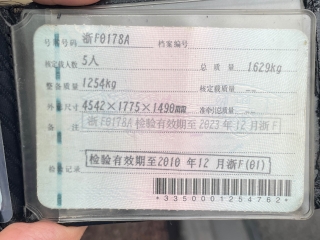 号牌号码 浙F0178A 档案编号
核定载人数 5人 总质量 1629kg
整备质量 1254kg 核定载质量 --
外廓尺寸 4542×1775×1490mm 准牵引总质量 --
备注 浙F0178A 检验有效期至2023年12月浙F
检验有效期至2010年12月浙F(01)
检验记录
*3350001254762*